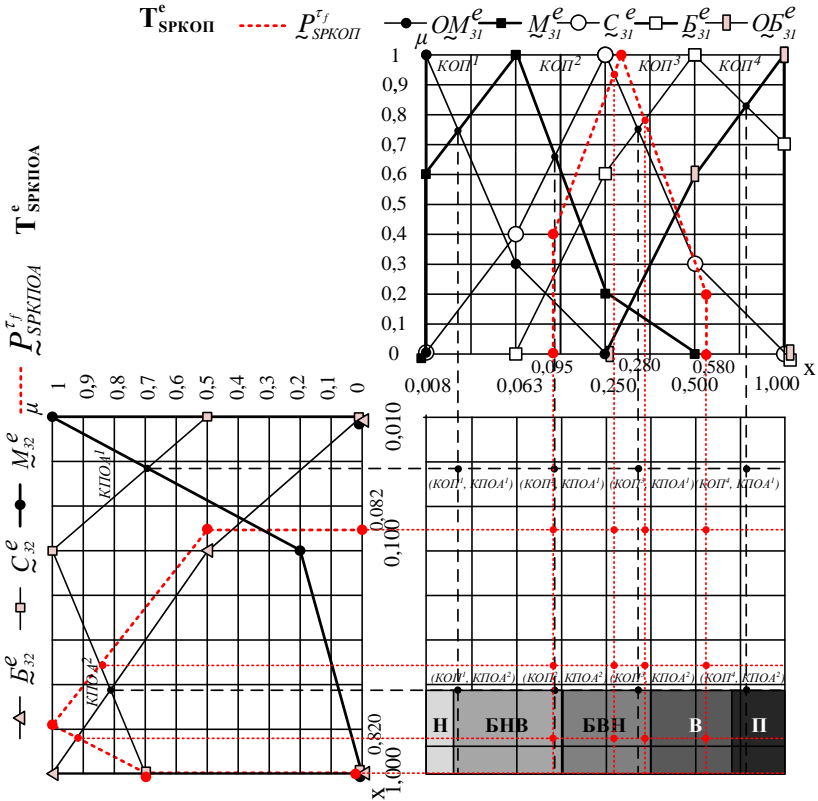 T^e_SPKОП P^τf_SPKОП ОМ^e_31 М^e_31 С^e_31 Б^e_31 ОБ^e_31
μ
1
0,9
0,8
0,7
0,6
0,5
0,4
0,3
0,2
0,1
0
КОП¹ КОП² КОП³ КОП⁴
0,095 0,280 0,580
0,008 0,063 0,250 0,500 1,000 X
T^e_SPКПОА
P^τf_SPКПОА
М^e_32
С^e_32
Б^e_32
μ
1 0,9 0,8 0,7 0,6 0,5 0,4 0,3 0,2 0,1 0
КПОА¹
КПОА²
0,010
0,082
0,100
0,820
1,000
X
(КОП¹, КПОА¹) (КОП², КПОА¹) (КОП³, КПОА¹) (КОП⁴, КПОА¹)
(КОП¹, КПОА²) (КОП², КПОА²) (КОП³, КПОА²) (КОП⁴, КПОА²)
Н БНВ БВН В П